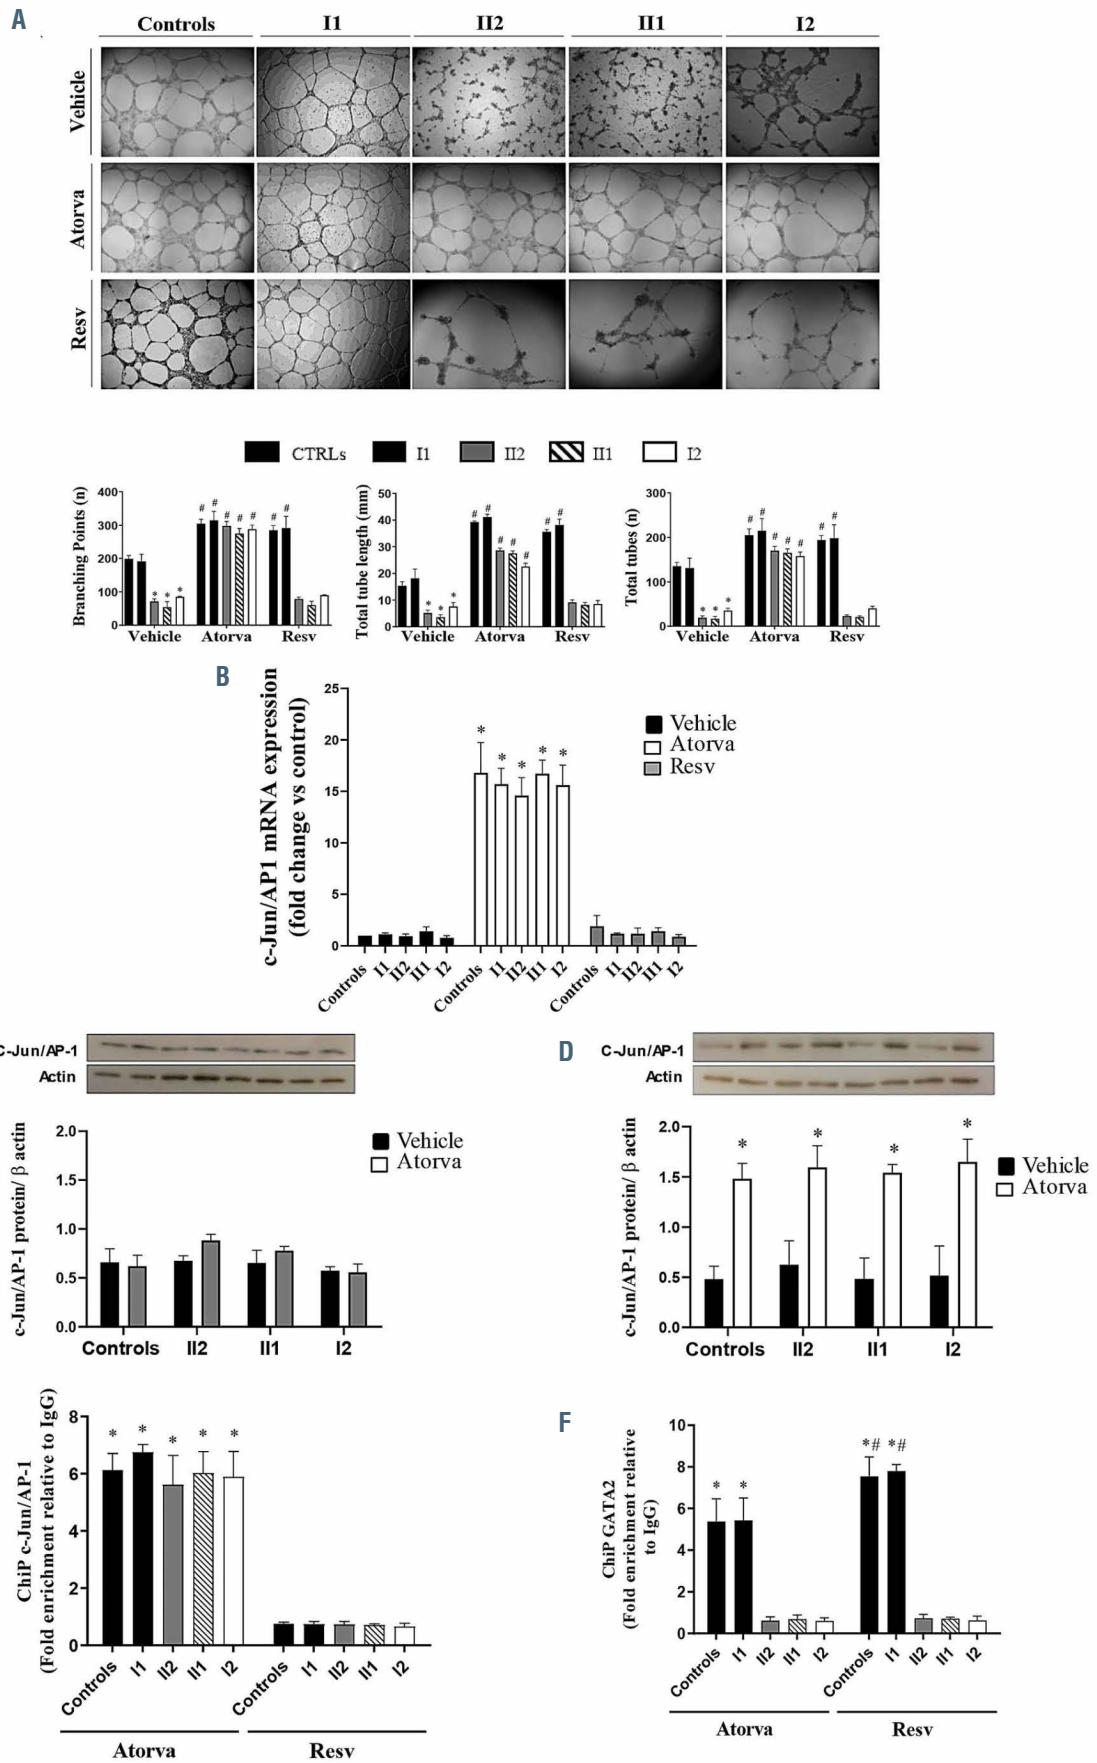 A
Controls I1 II2 II1 I2
Vehicle
Atorva
Resv
CTRLs I1 II2 II1 I2
Branching Points (n)
400
300
200
100
0
Vehicle Atorva Resv
* * *
# # # # #
# #
Total tube length (mm)
50
40
30
20
10
0
Vehicle Atorva Resv
* * *
# # # # #
# #
Total tubes (n)
300
200
100
0
Vehicle Atorva Resv
* * *
# # # # #
# #
B
c-Jun/AP1 mRNA expression
(fold change vs control)
25
20
15
10
5
0
* * * * *
Vehicle
Atorva
Resv
Controls I1 II2 II1 I2 Controls I1 II2 II1 I2 Controls I1 II2 II1 I2
C-Jun/AP-1
Actin
c-Jun/AP-1 protein/ β actin
2.0
1.5
1.0
0.5
0.0
Vehicle
Atorva
Controls II2 II1 I2
D
C-Jun/AP-1
Actin
c-Jun/AP-1 protein/ β actin
2.0
1.5
1.0
0.5
0.0
* * * *
Vehicle
Atorva
Controls II2 II1 I2
ChiP c-Jun/AP-1
(Fold enrichment relative to IgG)
8
6
4
2
0
* * * * *
Controls I1 II2 II1 I2 Controls I1 II2 II1 I2
Atorva Resv
F
ChiP GATA2
(Fold enrichment relative
to IgG)
10
8
6
4
2
0
* * *# *#
Controls I1 II2 II1 I2 Controls I1 II2 II1 I2
Atorva Resv